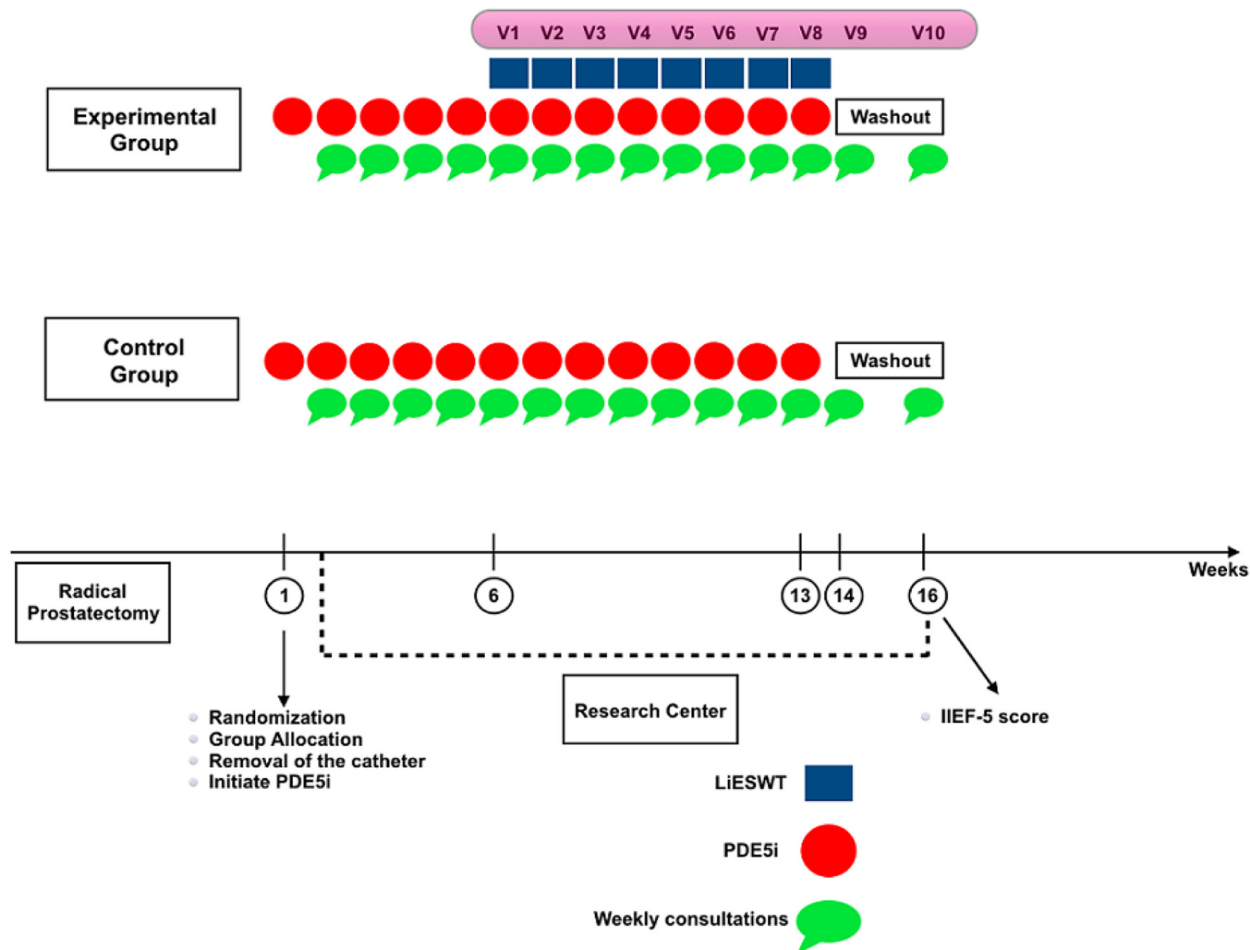 V1 V2 V3 V4 V5 V6 V7 V8 V9 V10
Experimental
Group
Washout
Control
Group
Washout
Weeks
1 6 13 14 16
Radical
Prostatectomy
Randomization
Group Allocation
Removal of the catheter
Initiate PDE5i
Research Center
IIEF-5 score
LiESWT
PDE5i
Weekly consultations